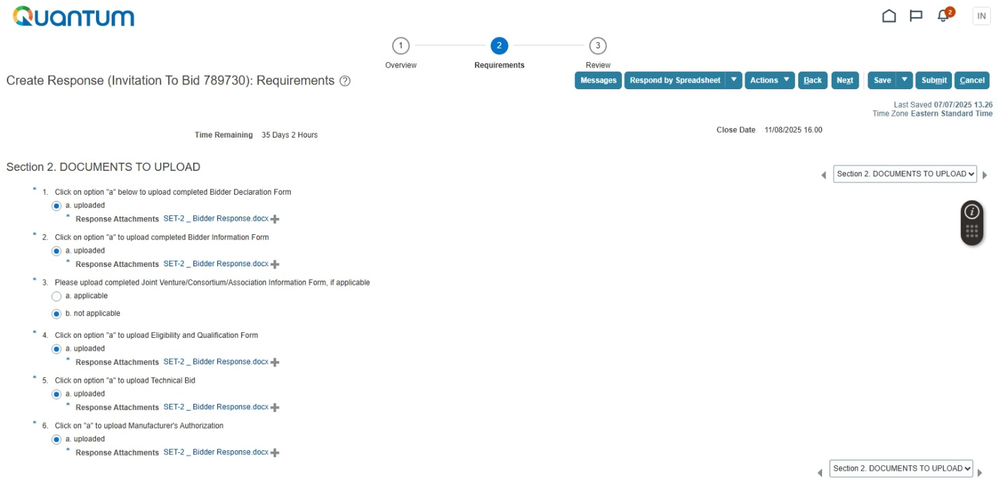 QUANTUM
2
IN
1 2 3
Overview Requirements Review
Create Response (Invitation To Bid 789730): Requirements ?
Messages Respond by Spreadsheet Actions Back Next Save Submit Cancel
Last Saved 07/07/2025 13.26
Time Zone Eastern Standard Time
Time Remaining 35 Days 2 Hours
Close Date 11/08/2025 16.00
Section 2. DOCUMENTS TO UPLOAD
Section 2. DOCUMENTS TO UPLOAD
* 1. Click on option "a" below to upload completed Bidder Declaration Form
a. uploaded
* Response Attachments SET-2 _ Bidder Response.docx
* 2. Click on option "a" to upload completed Bidder Information Form
a. uploaded
* Response Attachments SET-2 _ Bidder Response.docx
* 3. Please upload completed Joint Venture/Consortium/Association Information Form, if applicable
a. applicable
b. not applicable
* 4. Click on option "a" to upload Eligibility and Qualification Form
a. uploaded
* Response Attachments SET-2 _ Bidder Response.docx
* 5. Click on option "a" to upload Technical Bid
a. uploaded
* Response Attachments SET-2 _ Bidder Response.docx
* 6. Click on "a" to upload Manufacturer's Authorization
a. uploaded
* Response Attachments SET-2 _ Bidder Response.docx
Section 2. DOCUMENTS TO UPLOAD